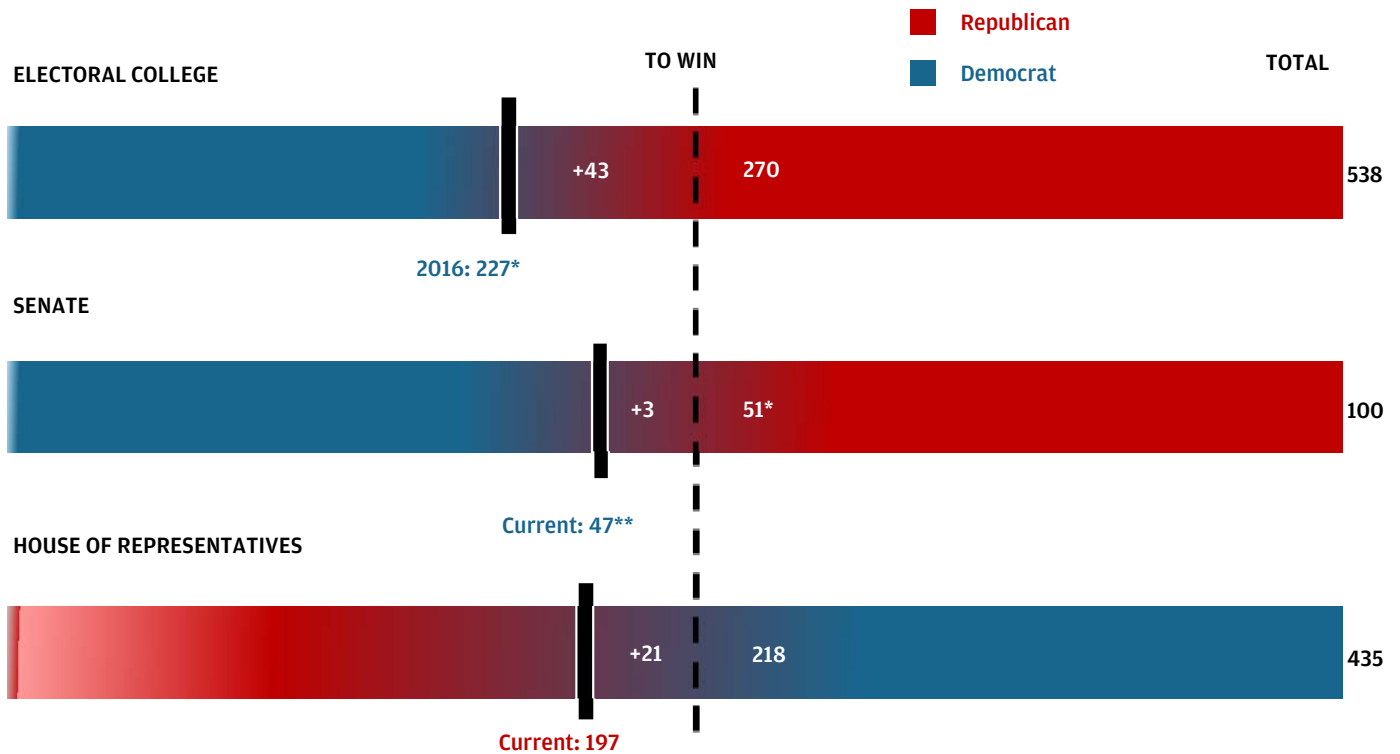 Republican
TO WIN
Democrat
TOTAL
ELECTORAL COLLEGE
+43
270
538
2016: 227*
SENATE
+3
51*
100
Current: 47**
HOUSE OF REPRESENTATIVES
+21
218
435
Current: 197